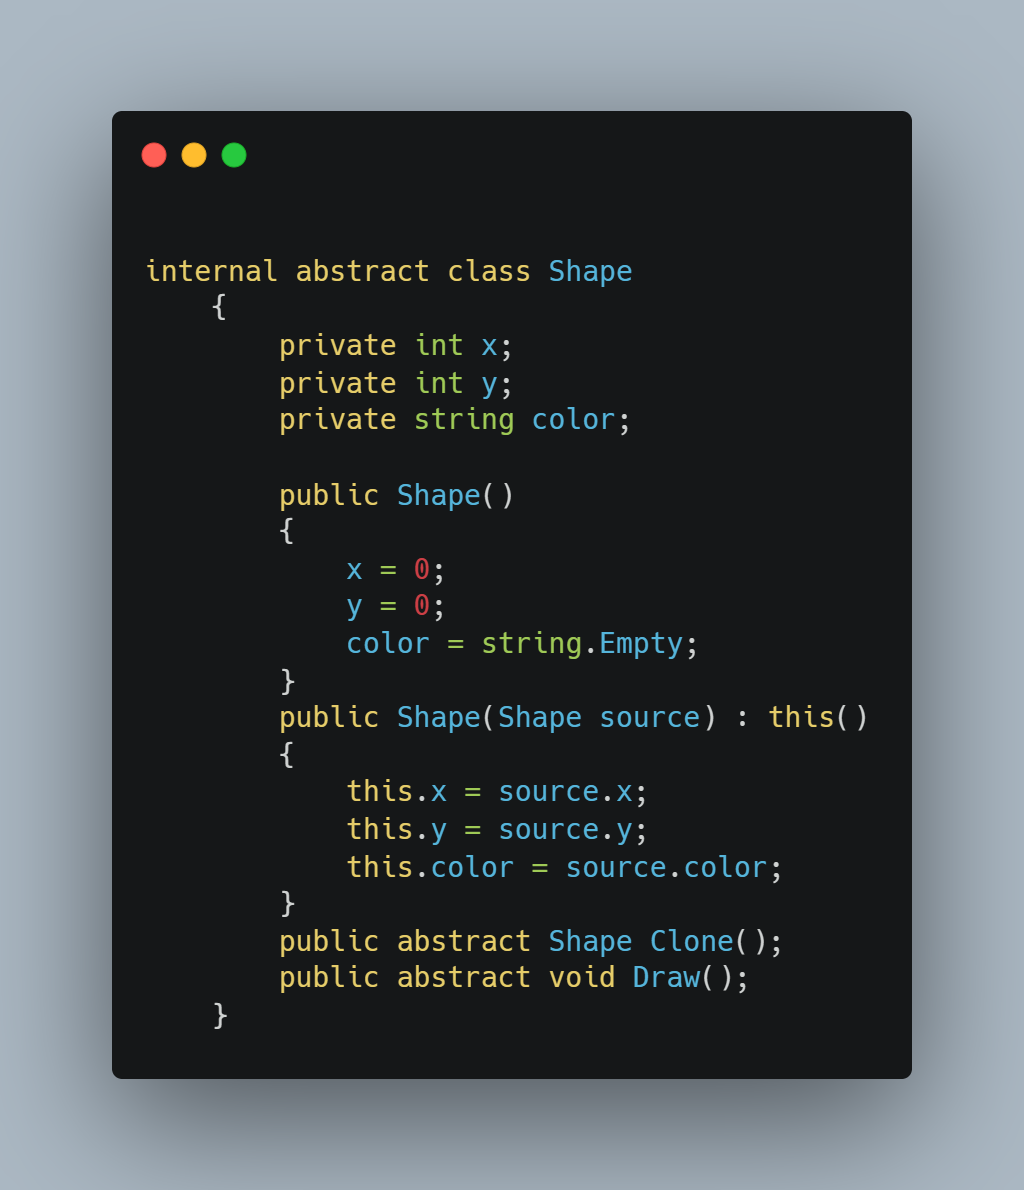 internal abstract class Shape
    {
        private int x;
        private int y;
        private string color;

        public Shape()
        {
            x = 0;
            y = 0;
            color = string.Empty;
        }
        public Shape(Shape source) : this()
        {
            this.x = source.x;
            this.y = source.y;
            this.color = source.color;
        }
        public abstract Shape Clone();
        public abstract void Draw();
    }